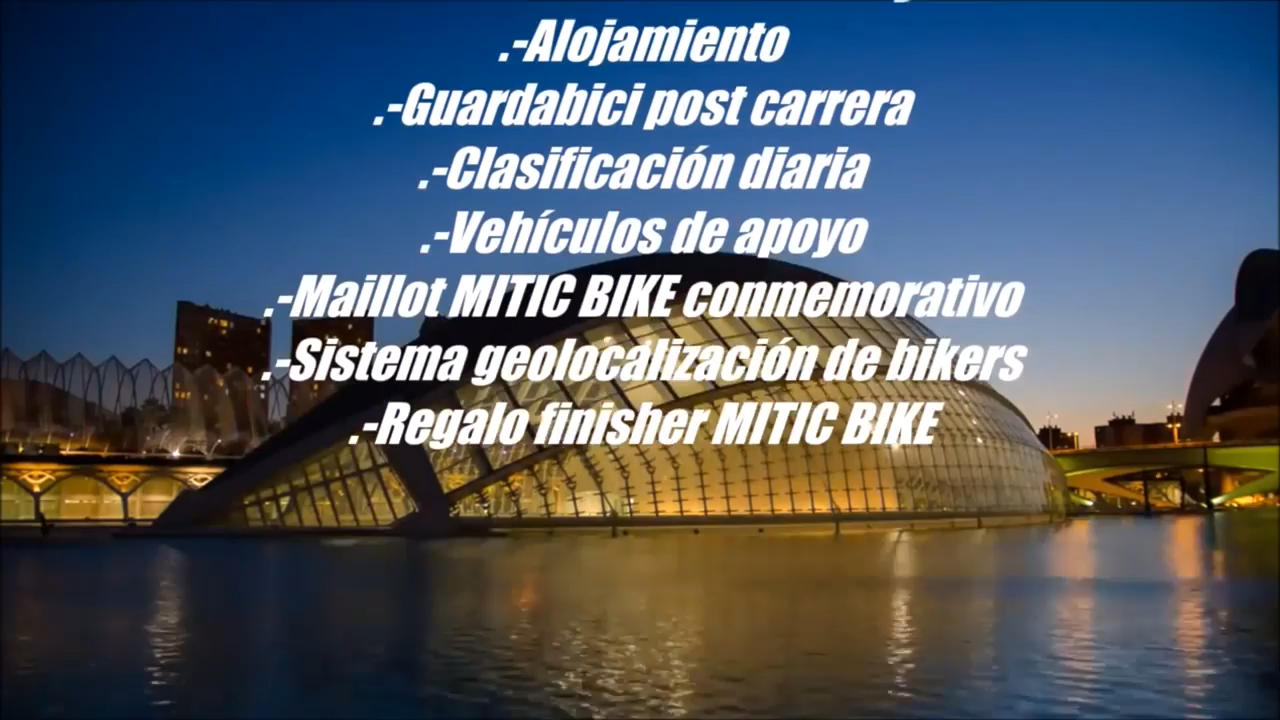 .-Alojamiento
.-Guardabici post carrera
.-Clasificación diaria
.-Vehículos de apoyo
.-Maillot MITIC BIKE conmemorativo
.-Sistema geolocalización de bikers
.-Regalo finisher MITIC BIKE